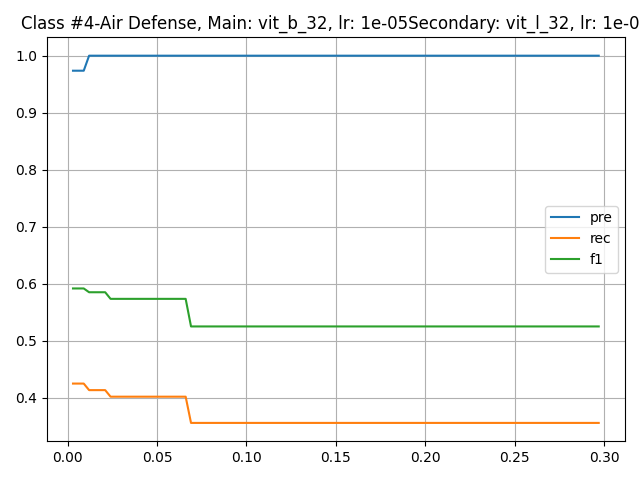 Class #4-Air Defense, Main: vit_b_32, lr: 1e-05Secondary: vit_l_32, lr: 1e-0
1.0
0.9
0.8
0.7
0.6
0.5
0.4
pre
rec
f1
0.00 0.05 0.10 0.15 0.20 0.25 0.30